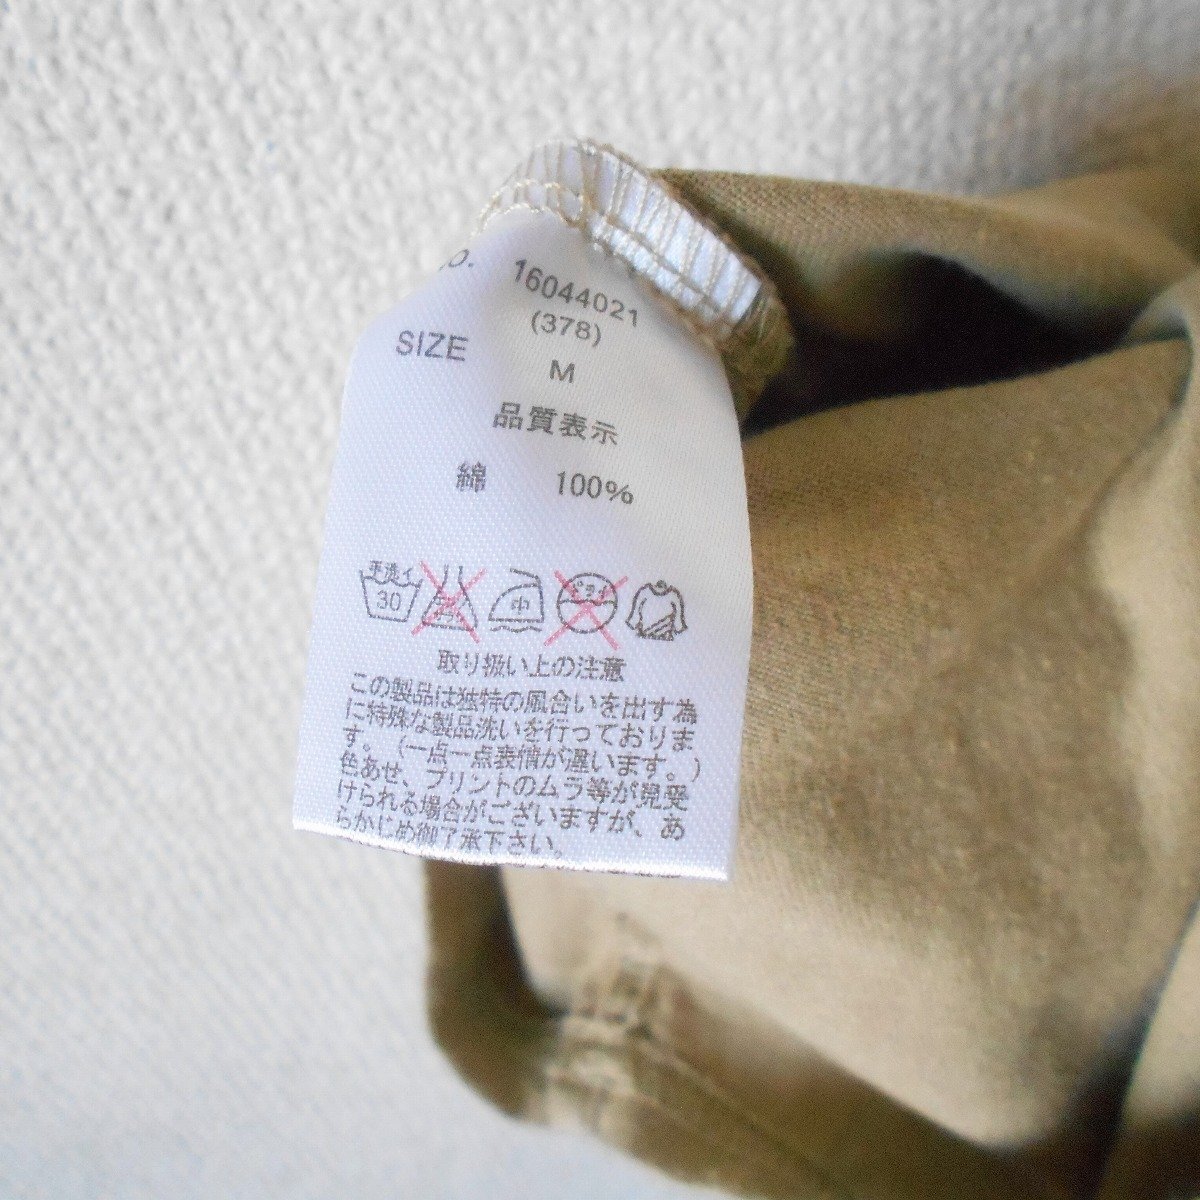 16044021
(378)
SIZE M
品質表示
綿 100%
手洗イ 30 中 ドライ
取り扱い上の注意
この製品は独特の風合いを出す為
に特殊な製品洗いを行っておりま
す。(一点一点表情が違います。)
色あせ、プリントのムラ等が見受
けられる場合がございますが、あ
らかじめ御了承下さい。